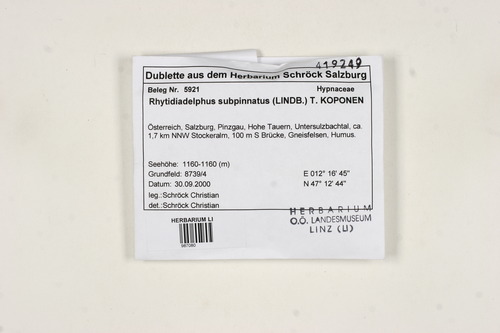 419249
Dublette aus dem Herbarium Schröck Salzburg
Beleg Nr. 5921 Hypnaceae
Rhytidiadelphus subpinnatus (LINDB.) T. KOPONEN
Österreich, Salzburg, Pinzgau, Hohe Tauern, Untersulzbachtal, ca.
1,7 km NNW Stockeralm, 100 m S Brücke, Gneisfelsen, Humus.
Seehöhe: 1160-1160 (m)
Grundfeld: 8739/4 E 012° 16' 45"
Datum: 30.09.2000 N 47° 12' 44"
leg.:Schröck Christian
det.:Schröck Christian
HERBARIUM
O.Ö. LANDESMUSEUM
LINZ (LI)
HERBARIUM LI